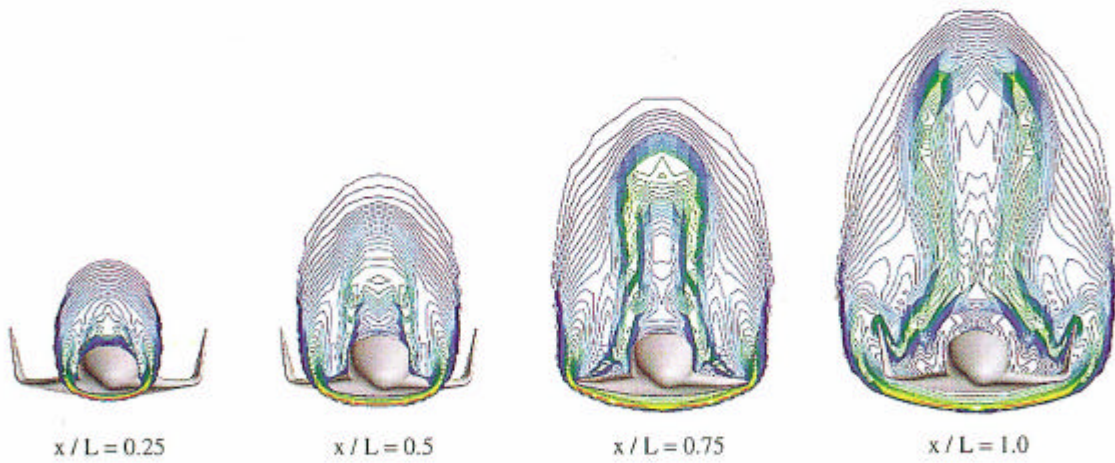 x / L = 0.25
x / L = 0.5
x / L = 0.75
x / L = 1.0